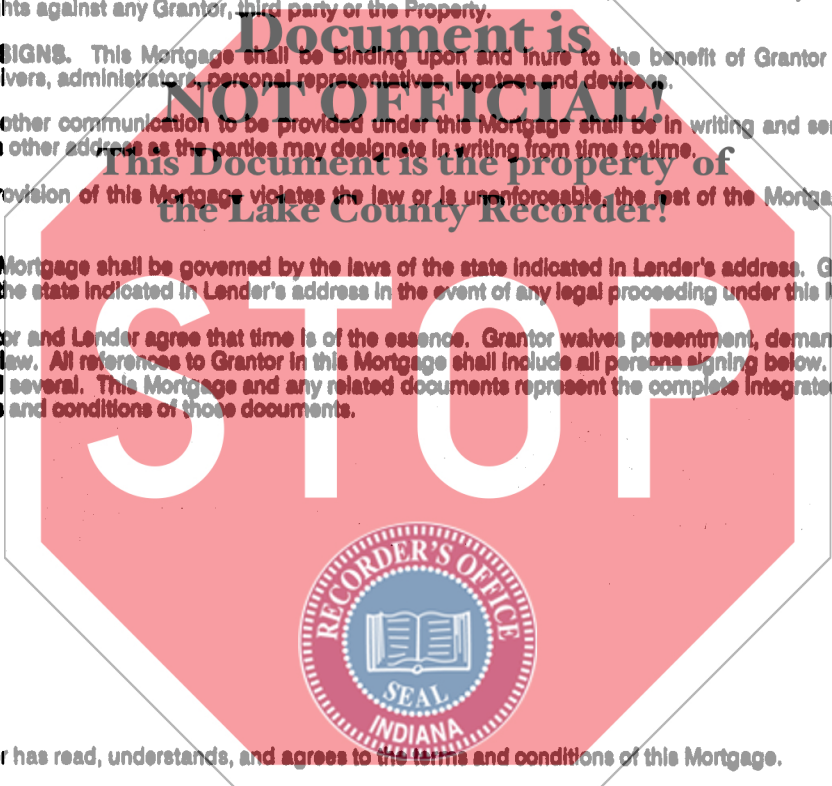 hts against any Grantor, third party or the Property.
Document is
SIGNS. This Mortgage shall be binding upon and inure to the benefit of Grantor
ivers, administrators, personal representatives, legatees and devisees.
NOT OFFICIAL!
other communication to be provided under this Mortgage shall be in writing and se
other address as the parties may designate in writing from time to time.
This Document is the property of
ovision of this Mortgage violates the law or is unenforceable, the rest of the Mortga
the Lake County Recorder!
Mortgage shall be governed by the laws of the state indicated in Lender's address. G
he state indicated in Lender's address in the event of any legal proceeding under this
STOP
or and Lender agree that time is of the essence. Grantor waives presentment, deman
aw. All references to Grantor in this Mortgage shall include all persons signing below.
several. This Mortgage and any related documents represent the complete integrate
and conditions of those documents.
RECORDER'S OFFICE
SEAL
INDIANA
r has read, understands, and agrees to the terms and conditions of this Mortgage.